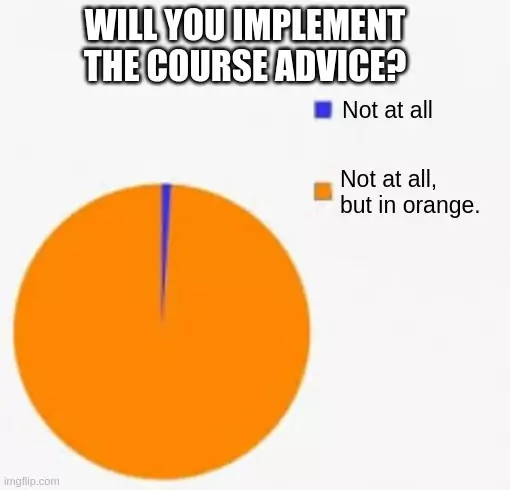 WILL YOU IMPLEMENT
THE COURSE ADVICE?
Not at all
Not at all,
but in orange.
imgflip.com